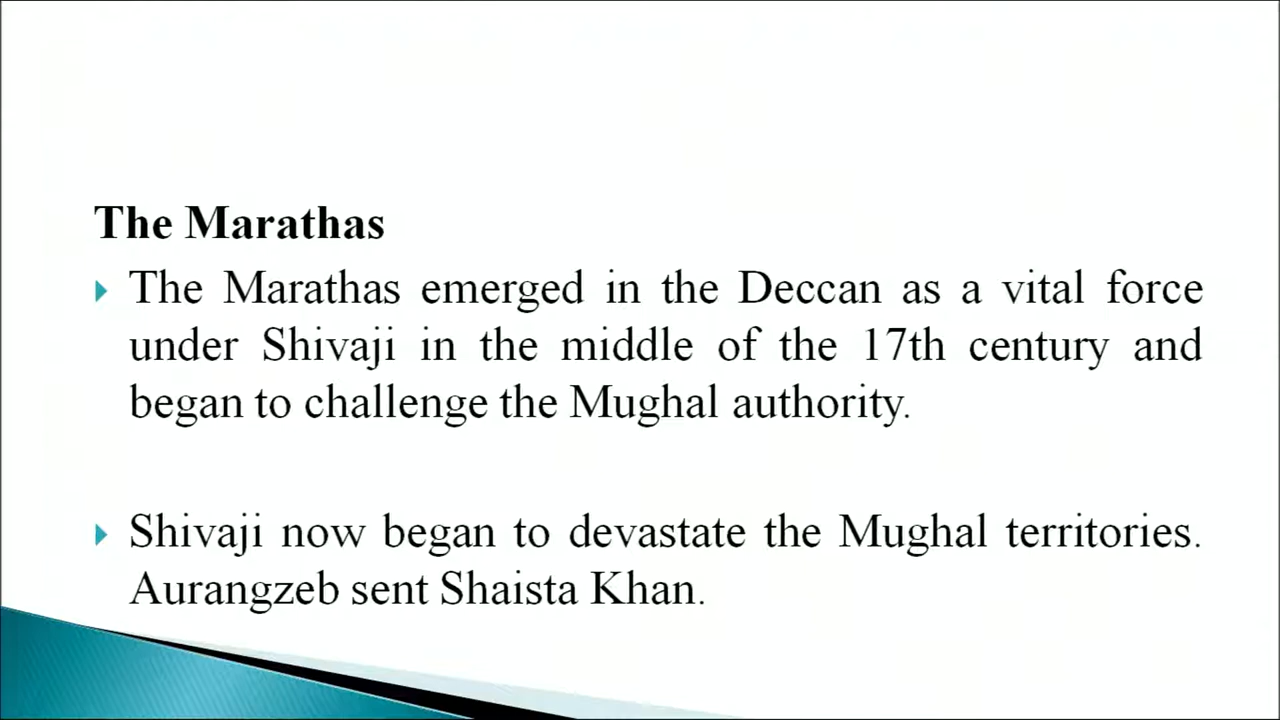 The Marathas
The Marathas emerged in the Deccan as a vital force
under Shivaji in the middle of the 17th century and
began to challenge the Mughal authority.
Shivaji now began to devastate the Mughal territories.
Aurangzeb sent Shaista Khan.